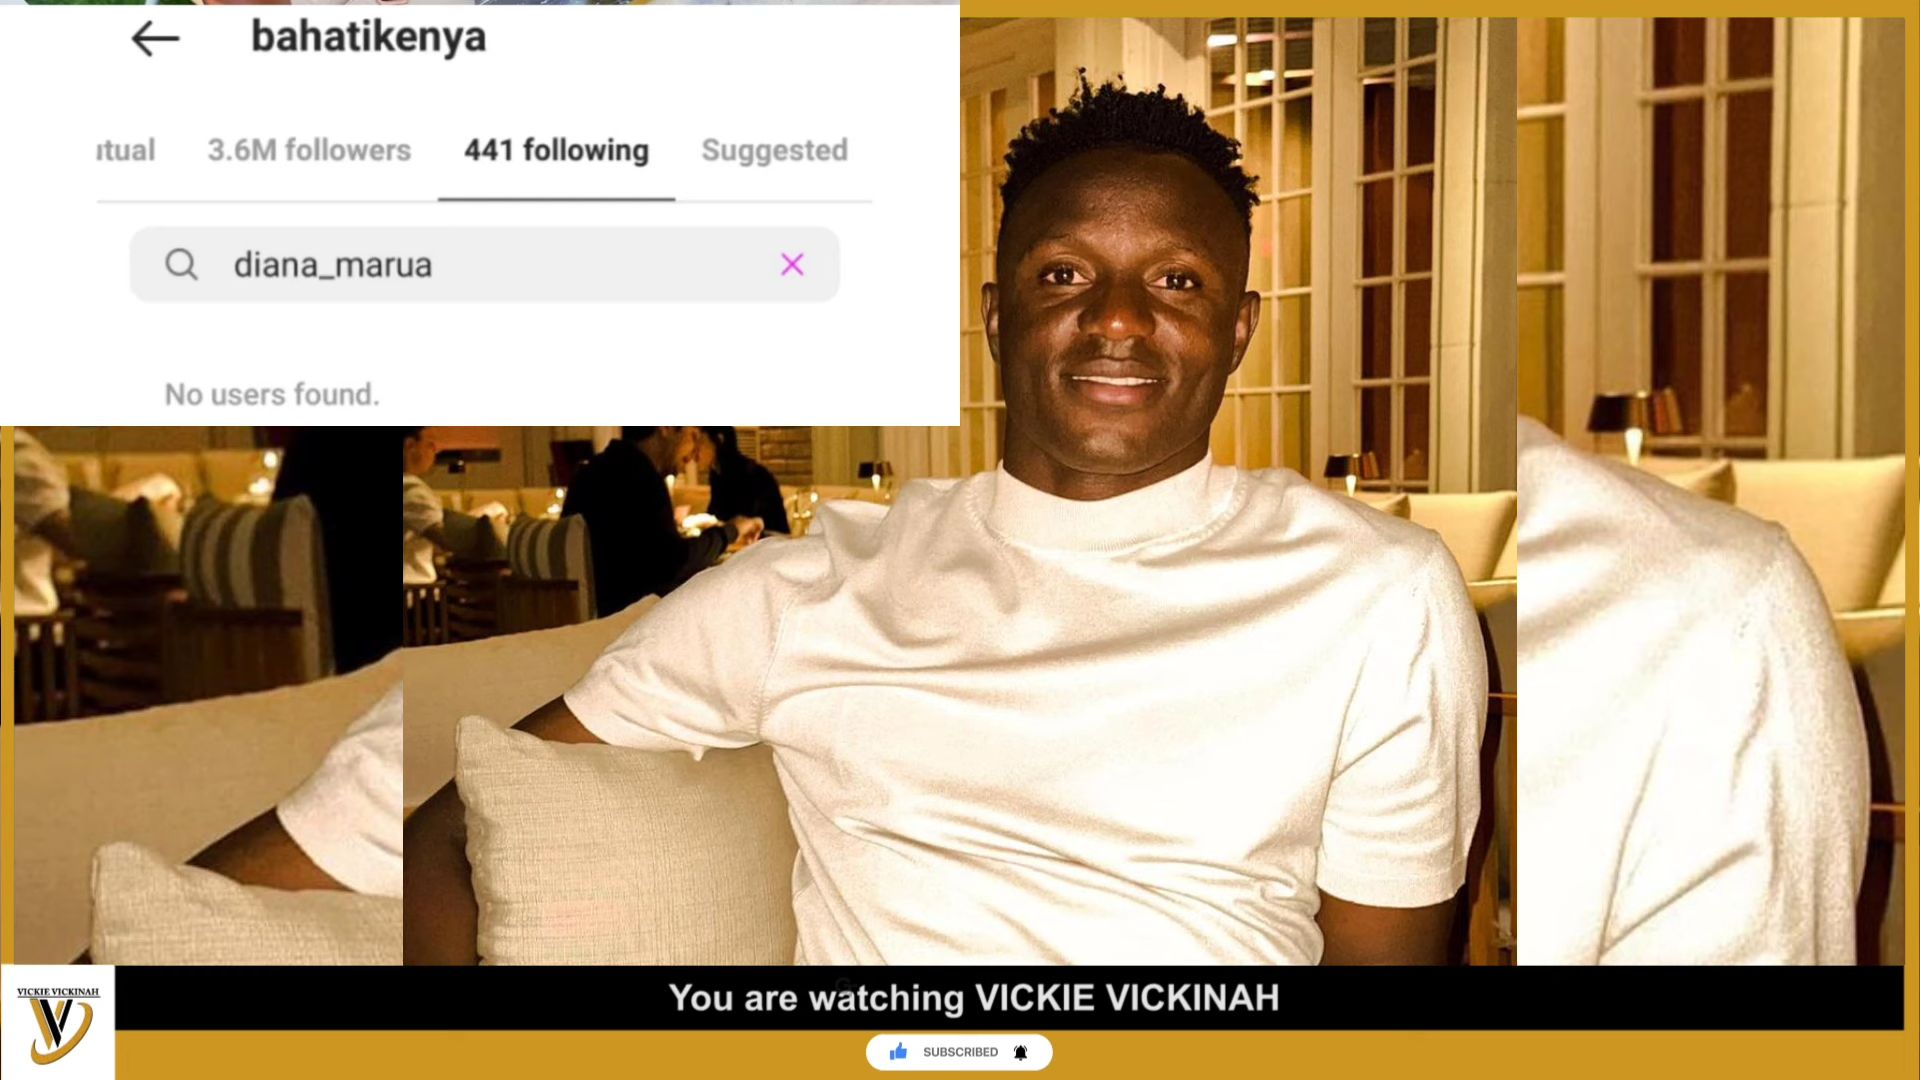 bahatikenya
utual 3.6M followers 441 following Suggested
diana_marua
No users found.
VICKIE VICKINAH
You are watching VICKIE VICKINAH
SUBSCRIBED